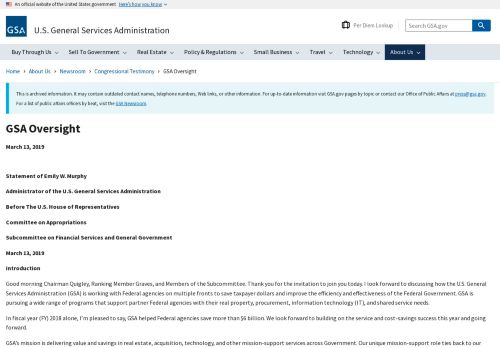 An official website of the United States government Here's how you know
GSA U.S. General Services Administration
Per Diem Lookup
Search GSA.gov
Buy Through Us Sell To Government Real Estate Policy & Regulations Small Business Travel Technology About Us
Home › About Us › Newsroom › Congressional Testimony › GSA Oversight
This is archived information. It may contain outdated contact names, telephone numbers, Web links, or other information. For up-to-date information visit GSA.gov pages by topic or contact our Office of Public Affairs at press@gsa.gov.
For a list of public affairs officers by beat, visit the GSA Newsroom.
GSA Oversight
March 13, 2019
Statement of Emily W. Murphy
Administrator of the U.S. General Services Administration
Before The U.S. House of Representatives
Committee on Appropriations
Subcommittee on Financial Services and General Government
March 13, 2019
Introduction
Good morning Chairman Quigley, Ranking Member Graves, and Members of the Subcommittee. Thank you for the invitation to join you today. I look forward to discussing how the U.S. General
Services Administration (GSA) is working with Federal agencies on multiple fronts to save taxpayer dollars and improve the efficiency and effectiveness of the Federal Government. GSA is
pursuing a wide range of programs that support partner Federal agencies with their real property, procurement, information technology (IT), and shared service needs.
In fiscal year (FY) 2018 alone, I'm pleased to say, GSA helped Federal agencies save more than $6 billion. We look forward to building on the service and cost-savings success this year and going
forward.
GSA's mission is delivering value and savings in real estate, acquisition, technology, and other mission-support services across Government. Our unique mission-support role ties back to our